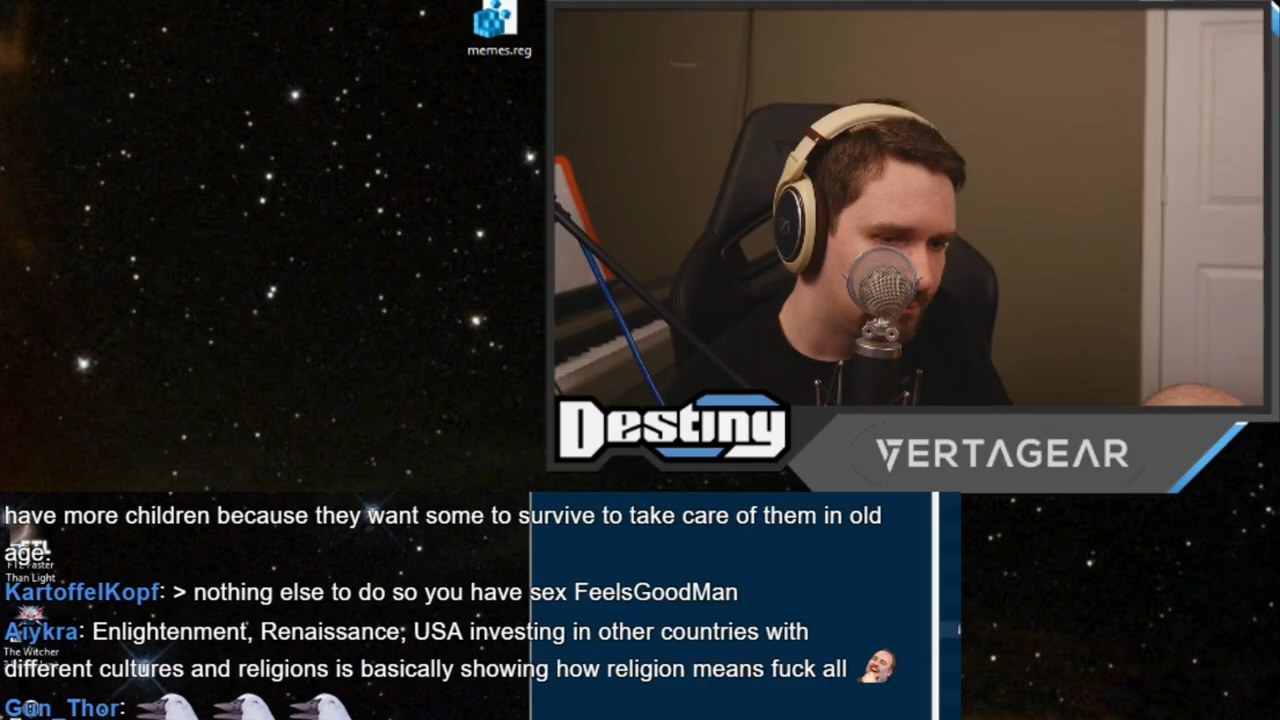 memes.reg
Destiny
VERTAGEAR
have more children because they want some to survive to take care of them in old
age.
FTL Faster
Than Light
KartoffelKopf: > nothing else to do so you have sex FeelsGoodMan
Aiykra: Enlightenment, Renaissance; USA investing in other countries with
The Witcher
different cultures and religions is basically showing how religion means fuck all
Gun_Thor: